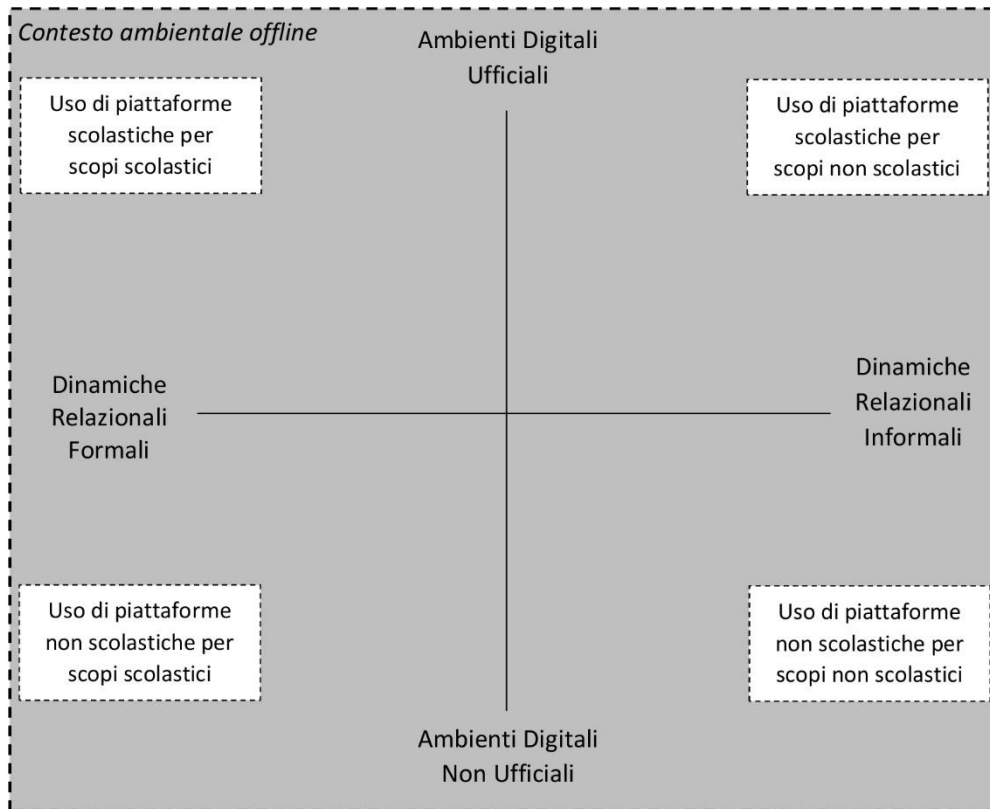 Contesto ambientale offline
Ambienti Digitali
Ufficiali
Uso di piattaforme
scolastiche per
scopi scolastici
Uso di piattaforme
scolastiche per
scopi non scolastici
Dinamiche
Relazionali
Formali
Dinamiche
Relazionali
Informali
Uso di piattaforme
non scolastiche per
scopi scolastici
Uso di piattaforme
non scolastiche per
scopi non scolastici
Ambienti Digitali
Non Ufficiali